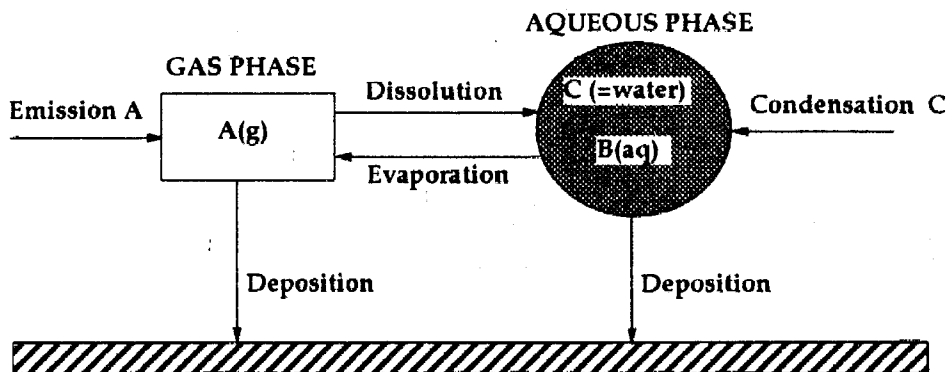 AQUEOUS PHASE
GAS PHASE
Emission A
A(g)
Dissolution
C (=water)
Condensation C
B(aq)
Evaporation
Deposition
Deposition